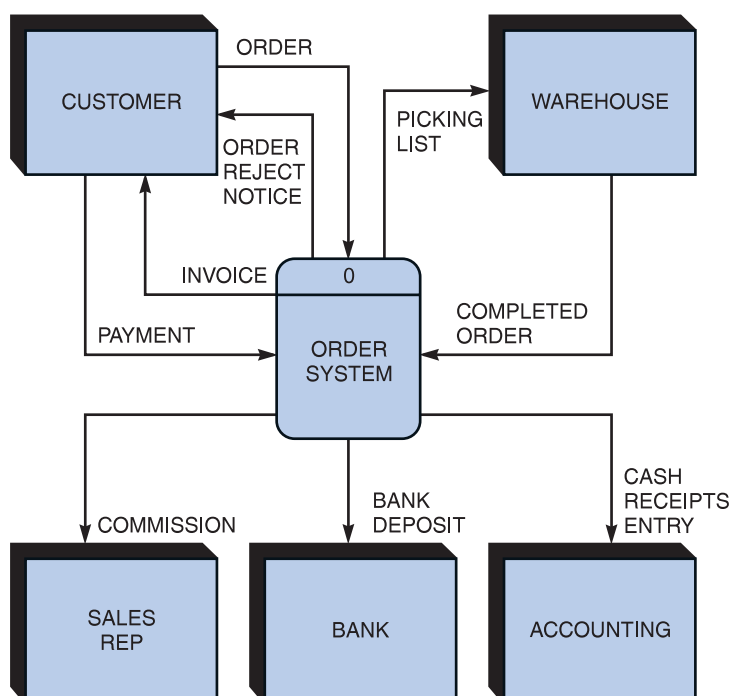 ORDER
CUSTOMER
WAREHOUSE
PICKING
LIST
ORDER
REJECT
NOTICE
INVOICE
0
COMPLETED
ORDER
PAYMENT
ORDER
SYSTEM
CASH
RECEIPTS
ENTRY
BANK
DEPOSIT
COMMISSION
SALES
REP
BANK
ACCOUNTING